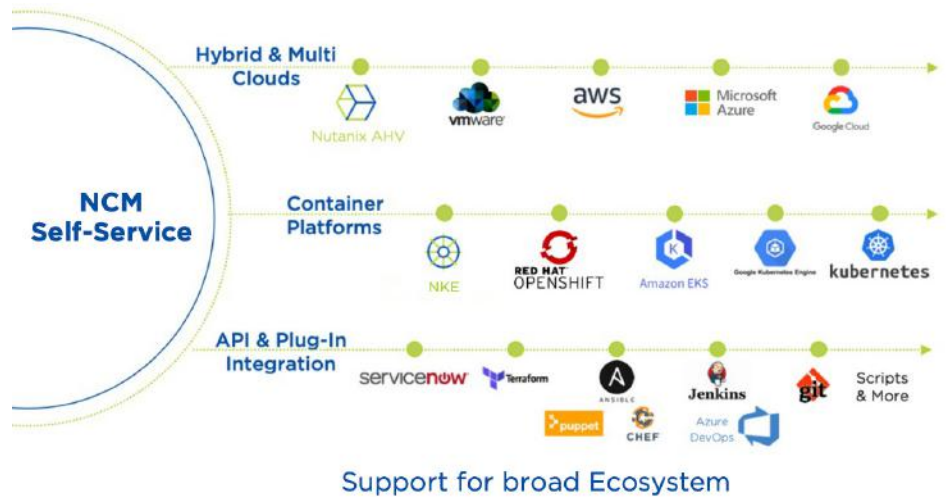 NCM
Self-Service
Hybrid & Multi
Clouds
Nutanix AHV
vmware
aws
Microsoft
Azure
Google Cloud
Container
Platforms
NKE
RED HAT
OPENSHIFT
K
Amazon EKS
Google Kubernetes Engine
kubernetes
API & Plug-In
Integration
servicenow
Terraform
A
ANSIBLE
Jenkins
git
Scripts
& More
puppet
CHEF
Azure
DevOps
Support for broad Ecosystem